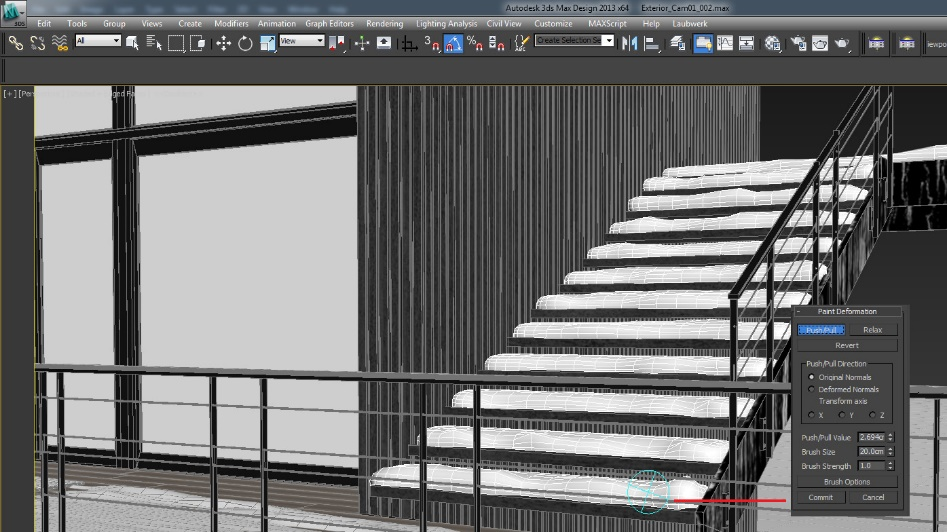 Autodesk 3ds Max Design 2013 x64 Exterior_Cam01_002.max
3DS
Edit Tools Group Views Create Modifiers Animation Graph Editors Rendering Lighting Analysis Civil View Customize MAXScript Help Laubwerk
All View 3 Create Selection Se
[+]
Paint Deformation
Push/Pull Relax
Revert
Push/Pull Direction
Original Normals
Deformed Normals
Transform axis
X Y Z
Push/Pull Value 2.694c
Brush Size 20.0cm
Brush Strength 1.0
Brush Options
Commit Cancel